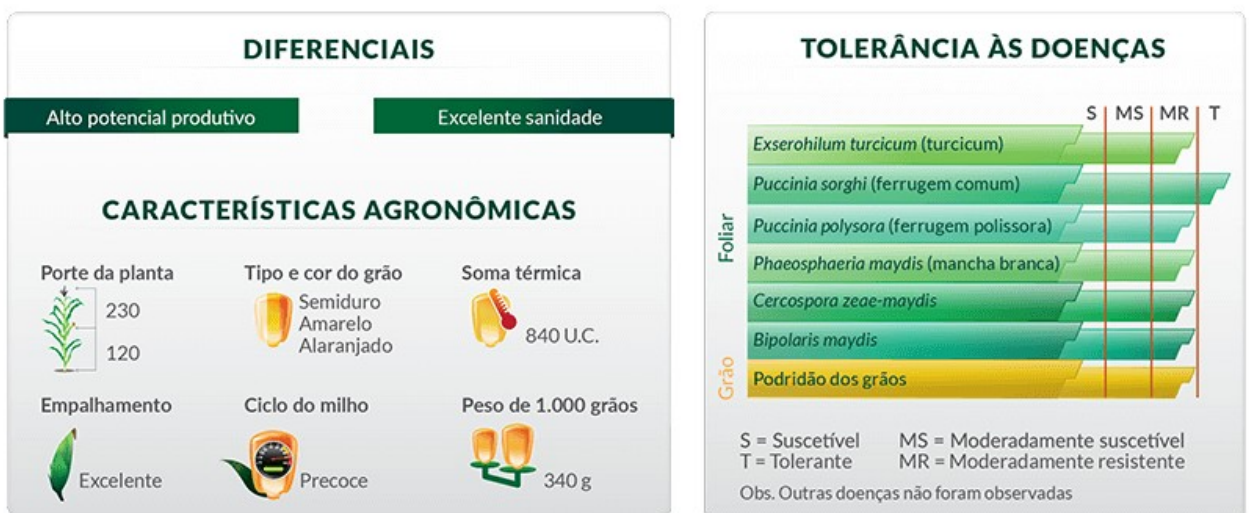 DIFERENCIAIS
Alto potencial produtivo
Excelente sanidade
CARACTERÍSTICAS AGRONÔMICAS
Porte da planta
230
120
Tipo e cor do grão
Semiduro
Amarelo
Alaranjado
Soma térmica
840 U.C.
Empalhamento
Excelente
Ciclo do milho
Precoce
Peso de 1.000 grãos
340 g
TOLERÂNCIA ÀS DOENÇAS
S MS MR T
Foliar
Exserohilum turcicum (turcicum)
Puccinia sorghi (ferrugem comum)
Puccinia polysora (ferrugem polissora)
Phaeosphaeria maydis (mancha branca)
Cercospora zeae-maydis
Bipolaris maydis
Grão
Podridão dos grãos
S = Suscetível MS = Moderadamente suscetível
T = Tolerante MR = Moderadamente resistente
Obs. Outras doenças não foram observadas